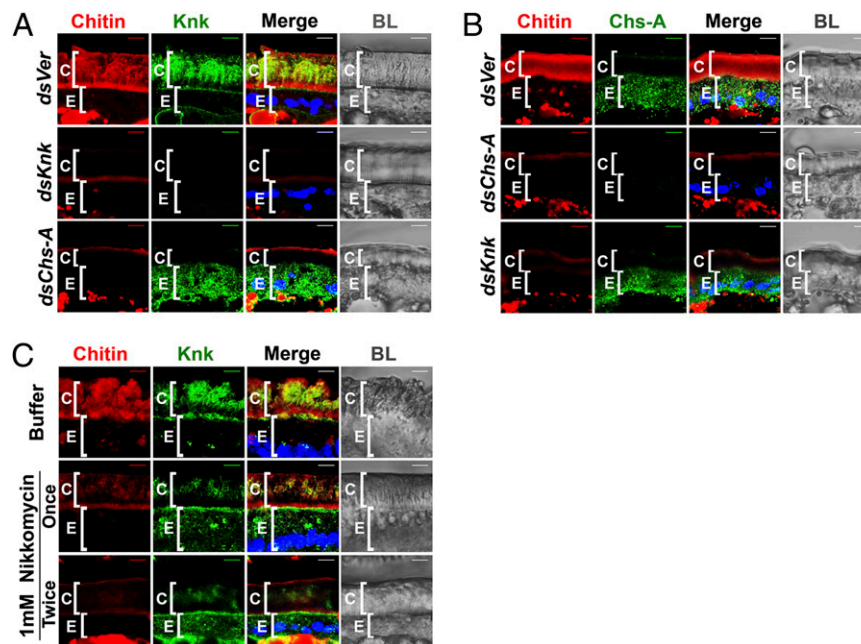 A
Chitin Knk Merge BL
dsVer
C E C E C E
dsKnk
C E C E C E
dsChs-A
C E C E C E
B
Chitin Chs-A Merge BL
dsVer
C E C E C E
dsChs-A
C E C E C E
dsKnk
C E C E C E
C
Chitin Knk Merge BL
Buffer
C E C E C E
1mM Nikkomycin
Once
C E C E C E
Twice
C E C E C E